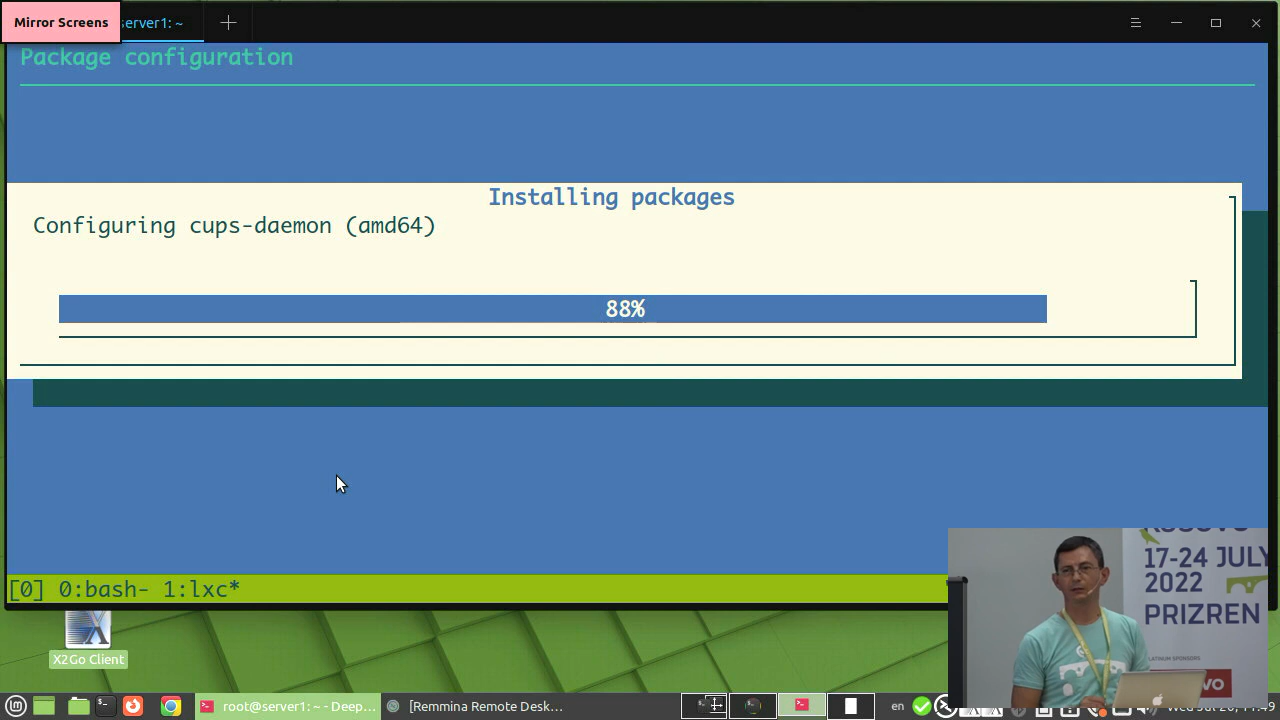 Mirror Screens
server1: ~
Package configuration
Installing packages
Configuring cups-daemon (amd64)
88%
[0] 0:bash- 1:lxc*
KOSOVO
17-24 JULY
2022
PRIZREN
X2Go Client
root@server1: ~ - Deep...
[Remmina Remote Desk...
en